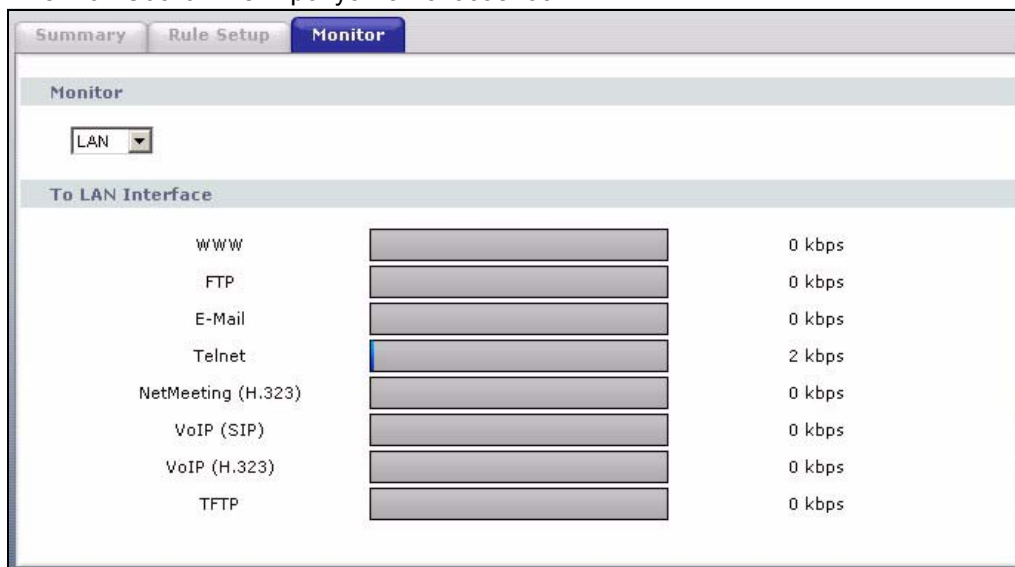 Summary Rule Setup Monitor
Monitor
LAN
To LAN Interface
WWW 0 kbps
FTP 0 kbps
E-Mail 0 kbps
Telnet 2 kbps
NetMeeting (H.323) 0 kbps
VoIP (SIP) 0 kbps
VoIP (H.323) 0 kbps
TFTP 0 kbps